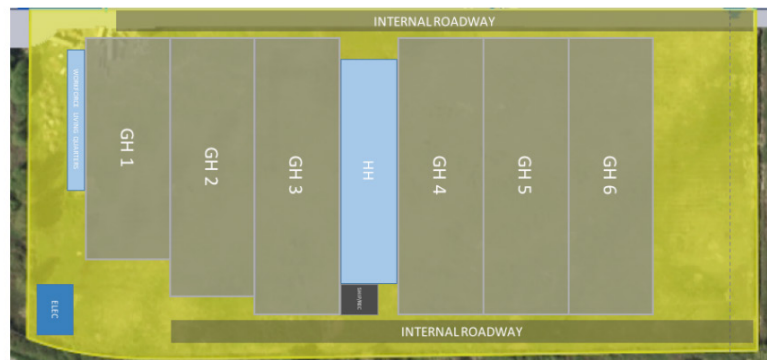 INTERNAL ROADWAY
WORKFORCE LIVING QUARTERS
GH 1
GH 2
GH 3
HH
GH 4
GH 5
GH 6
ELEC
INTERNAL ROADWAY